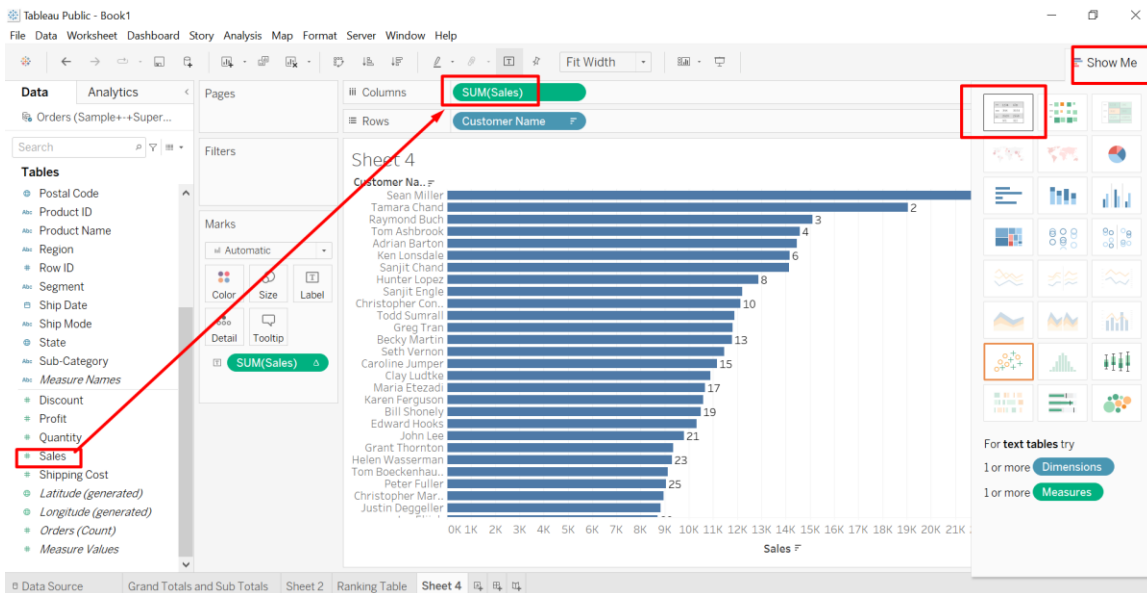 Tableau Public - Book1
File Data Worksheet Dashboard Story Analysis Map Format Server Window Help
Fit Width
Show Me
Data Analytics
Orders (Sample+-+Super...
Search
Tables
Postal Code
Abc Product ID
Abc Product Name
Abc Region
# Row ID
Abc Segment
Ship Date
Abc Ship Mode
State
Abc Sub-Category
Abc Measure Names
# Discount
# Profit
# Quantity
# Sales
# Shipping Cost
Latitude (generated)
Longitude (generated)
# Orders (Count)
# Measure Values
Pages
Filters
Marks
Automatic
Color Size Label
Detail Tooltip
SUM(Sales) Δ
Columns SUM(Sales)
Rows Customer Name
Sheet 4
Customer Na..
Sean Miller
Tamara Chand 2
Raymond Buch 3
Tom Ashbrook 4
Adrian Barton
Ken Lonsdale 6
Sanjit Chand
Hunter Lopez 8
Sanjit Engle
Christopher Con.. 10
Todd Sumrall
Greg Tran
Becky Martin 13
Seth Vernon
Caroline Jumper 15
Clay Ludtke
Maria Etezadi 17
Karen Ferguson
Bill Shonely 19
Edward Hooks
John Lee 21
Grant Thornton
Helen Wasserman 23
Tom Boeckenhau..
Peter Fuller 25
Christopher Mar..
Justin Deggeller
0K 1K 2K 3K 4K 5K 6K 7K 8K 9K 10K 11K 12K 13K 14K 15K 16K 17K 18K 19K 20K 21K
Sales
For text tables try
1 or more Dimensions
1 or more Measures
Data Source Grand Totals and Sub Totals Sheet 2 Ranking Table Sheet 4